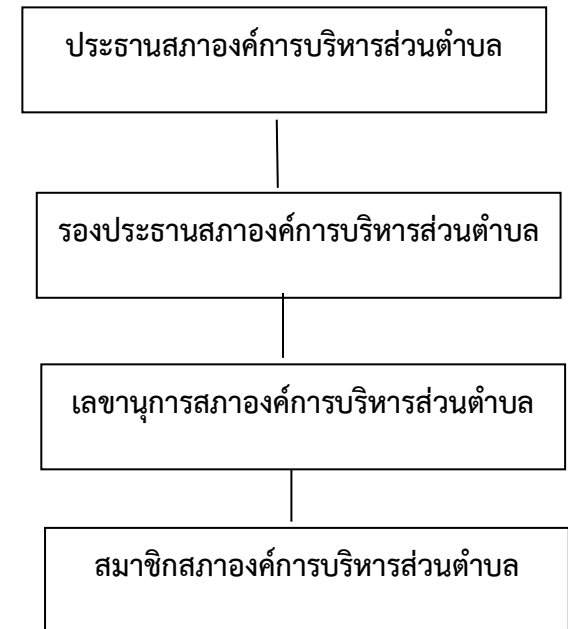 ประธานสภาองค์การบริหารส่วนตำบล
รองประธานสภาองค์การบริหารส่วนตำบล
เลขานุการสภาองค์การบริหารส่วนตำบล
สมาชิกสภาองค์การบริหารส่วนตำบล